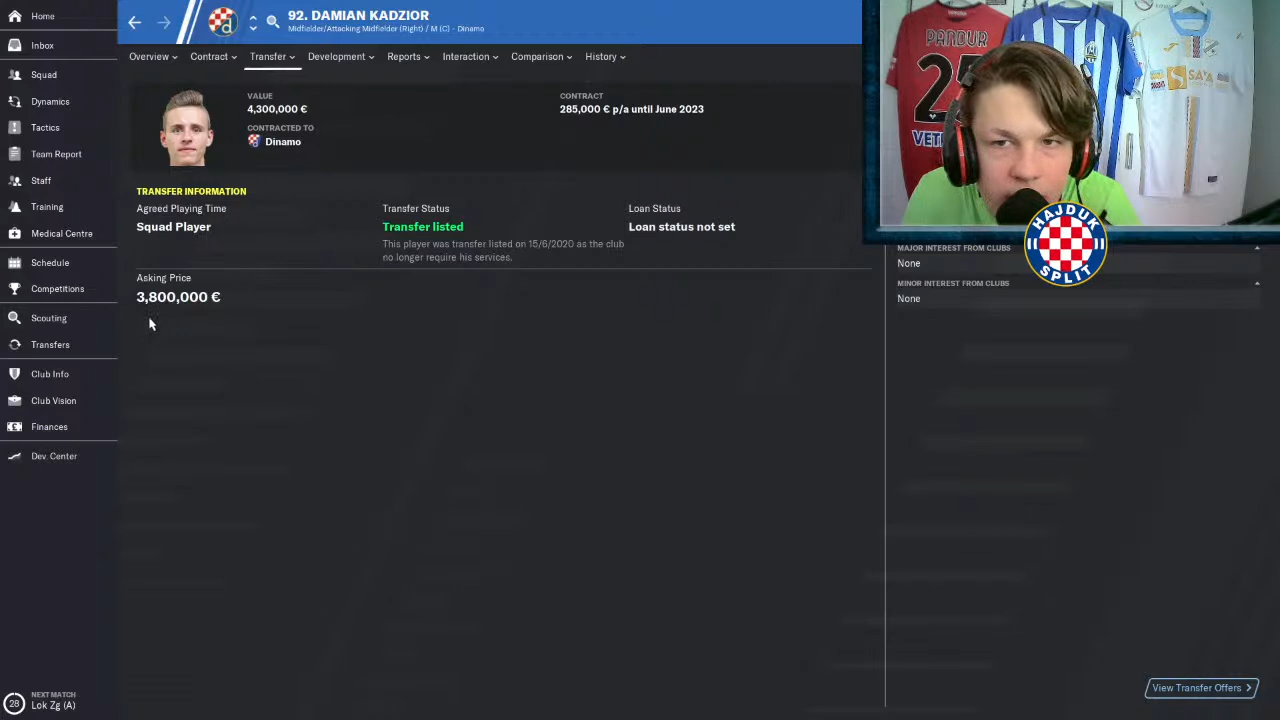 Home
Inbox
Squad
Dynamics
Tactics
Team Report
Staff
Training
Medical Centre
Schedule
Competitions
Scouting
Transfers
Club Info
Club Vision
Finances
Dev. Center
28
NEXT MATCH
Lok Zg (A)
92. DAMIAN KADZIOR
Midfielder/Attacking Midfielder (Right) / M (C) - Dinamo
Overview
Contract
Transfer
Development
Reports
Interaction
Comparison
History
VALUE
4,300,000 €
CONTRACTED TO
Dinamo
CONTRACT
285,000 € p/a until June 2023
TRANSFER INFORMATION
Agreed Playing Time
Squad Player
Transfer Status
Transfer listed
This player was transfer listed on 15/6/2020 as the club
no longer require his services.
Loan Status
Loan status not set
Asking Price
3,800,000 €
MAJOR INTEREST FROM CLUBS
None
MINOR INTEREST FROM CLUBS
None
View Transfer Offers
PANDUR
25
HAJDUK
SPLIT